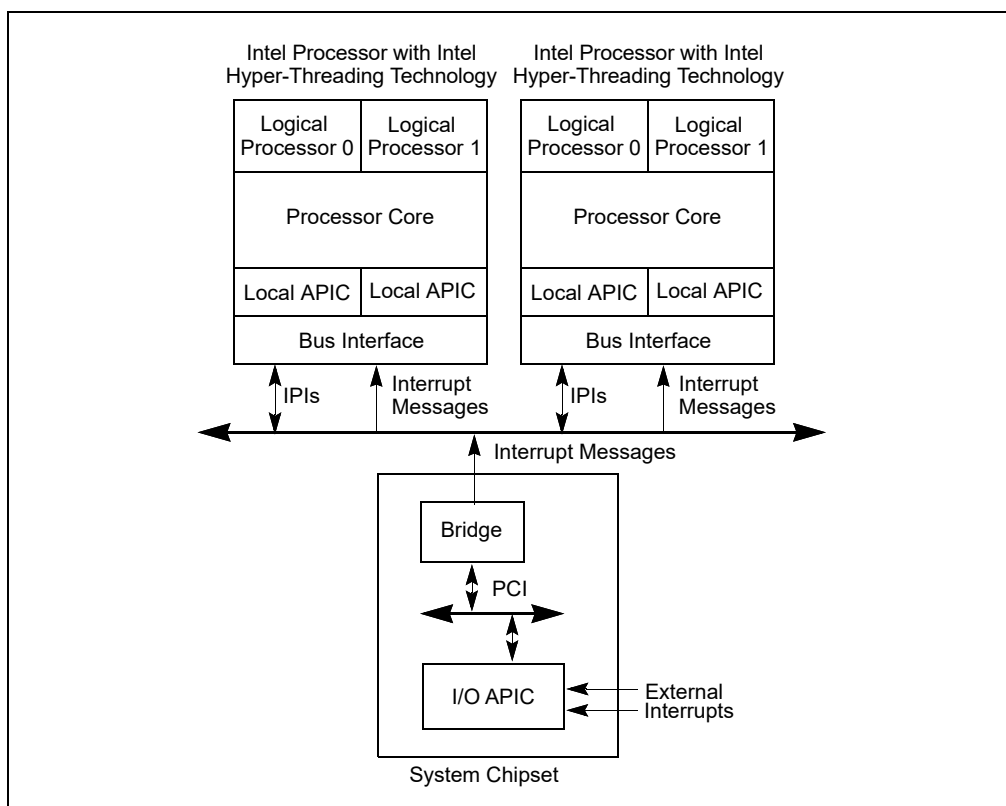 Intel Processor with Intel
Hyper-Threading Technology
Intel Processor with Intel
Hyper-Threading Technology
Logical
Processor 0
Logical
Processor 1
Logical
Processor 0
Logical
Processor 1
Processor Core
Processor Core
Local APIC
Local APIC
Local APIC
Local APIC
Bus Interface
Bus Interface
IPIs
Interrupt
Messages
IPIs
Interrupt
Messages
Interrupt Messages
Bridge
PCI
I/O APIC
External
Interrupts
System Chipset